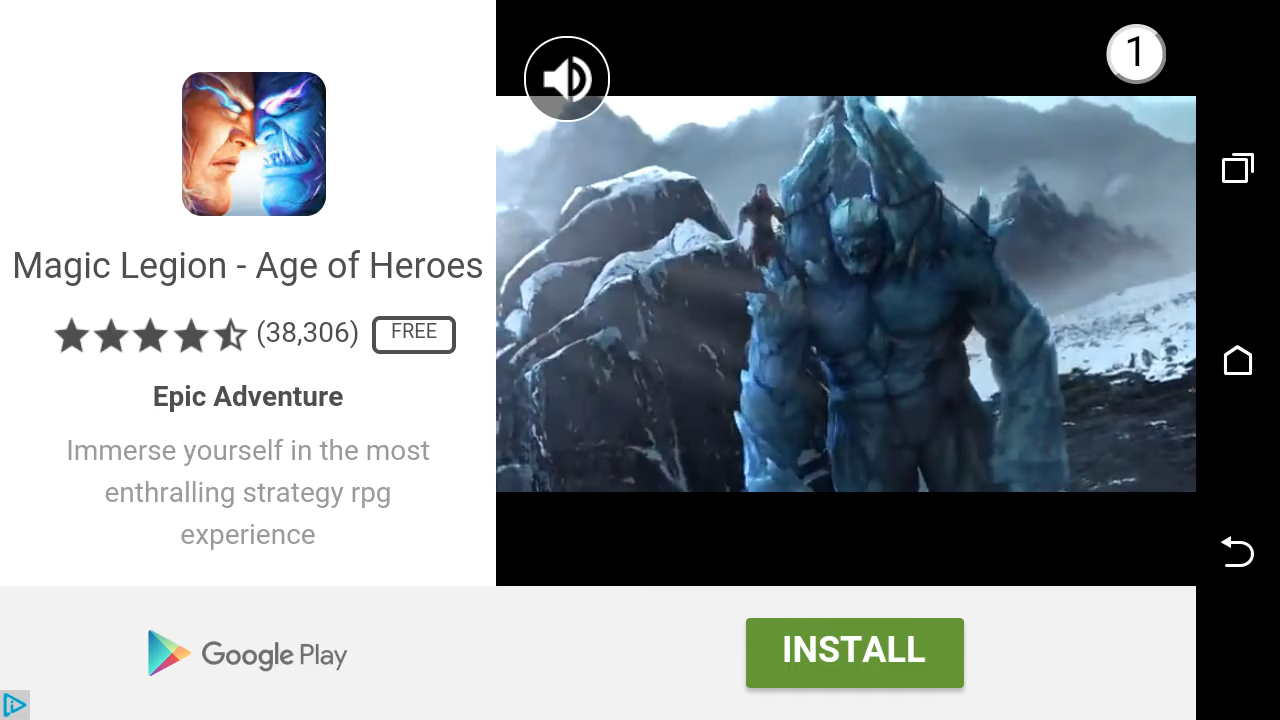 1
Magic Legion - Age of Heroes
(38,306) FREE
Epic Adventure
Immerse yourself in the most
enthralling strategy rpg
experience
Google Play
INSTALL